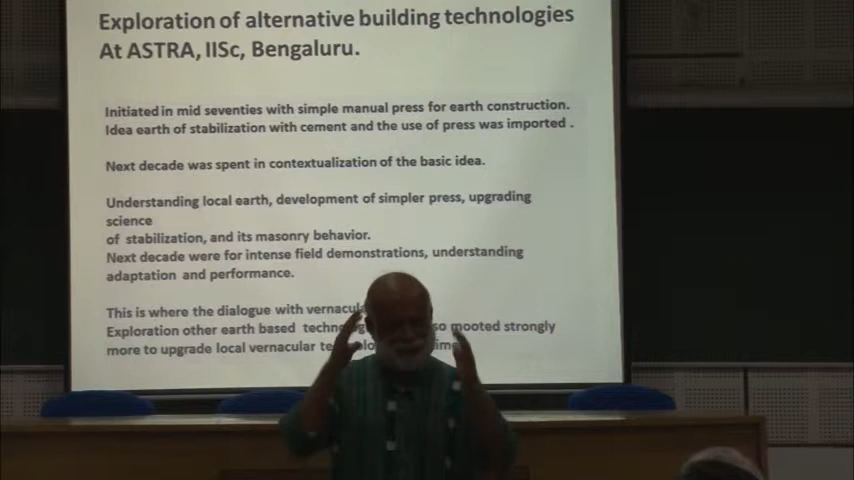 Exploration of alternative building technologies
At ASTRA, IISc, Bengaluru.
Initiated in mid seventies with simple manual press for earth construction.
Idea earth of stabilization with cement and the use of press was imported .
Next decade was spent in contextualization of the basic idea.
Understanding local earth, development of simpler press, upgrading
science
of stabilization, and its masonry behavior.
Next decade were for intense field demonstrations, understanding
adaptation and performance.
This is where the dialogue with
Exploration other earth based mooted strongly
more to upgrade local vernacular